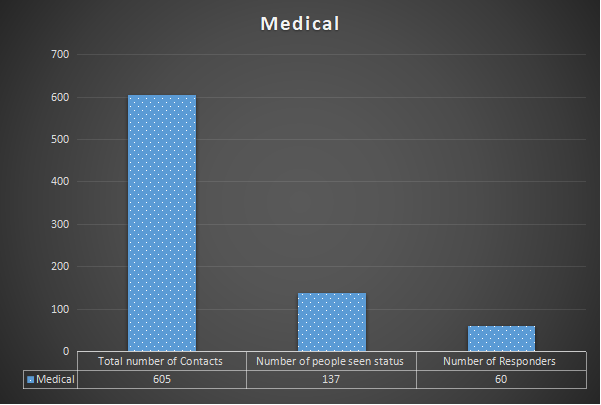 Medical
700
600
500
400
300
200
100
0
Total number of Contacts Number of people seen status Number of Responders
Medical 605 137 60